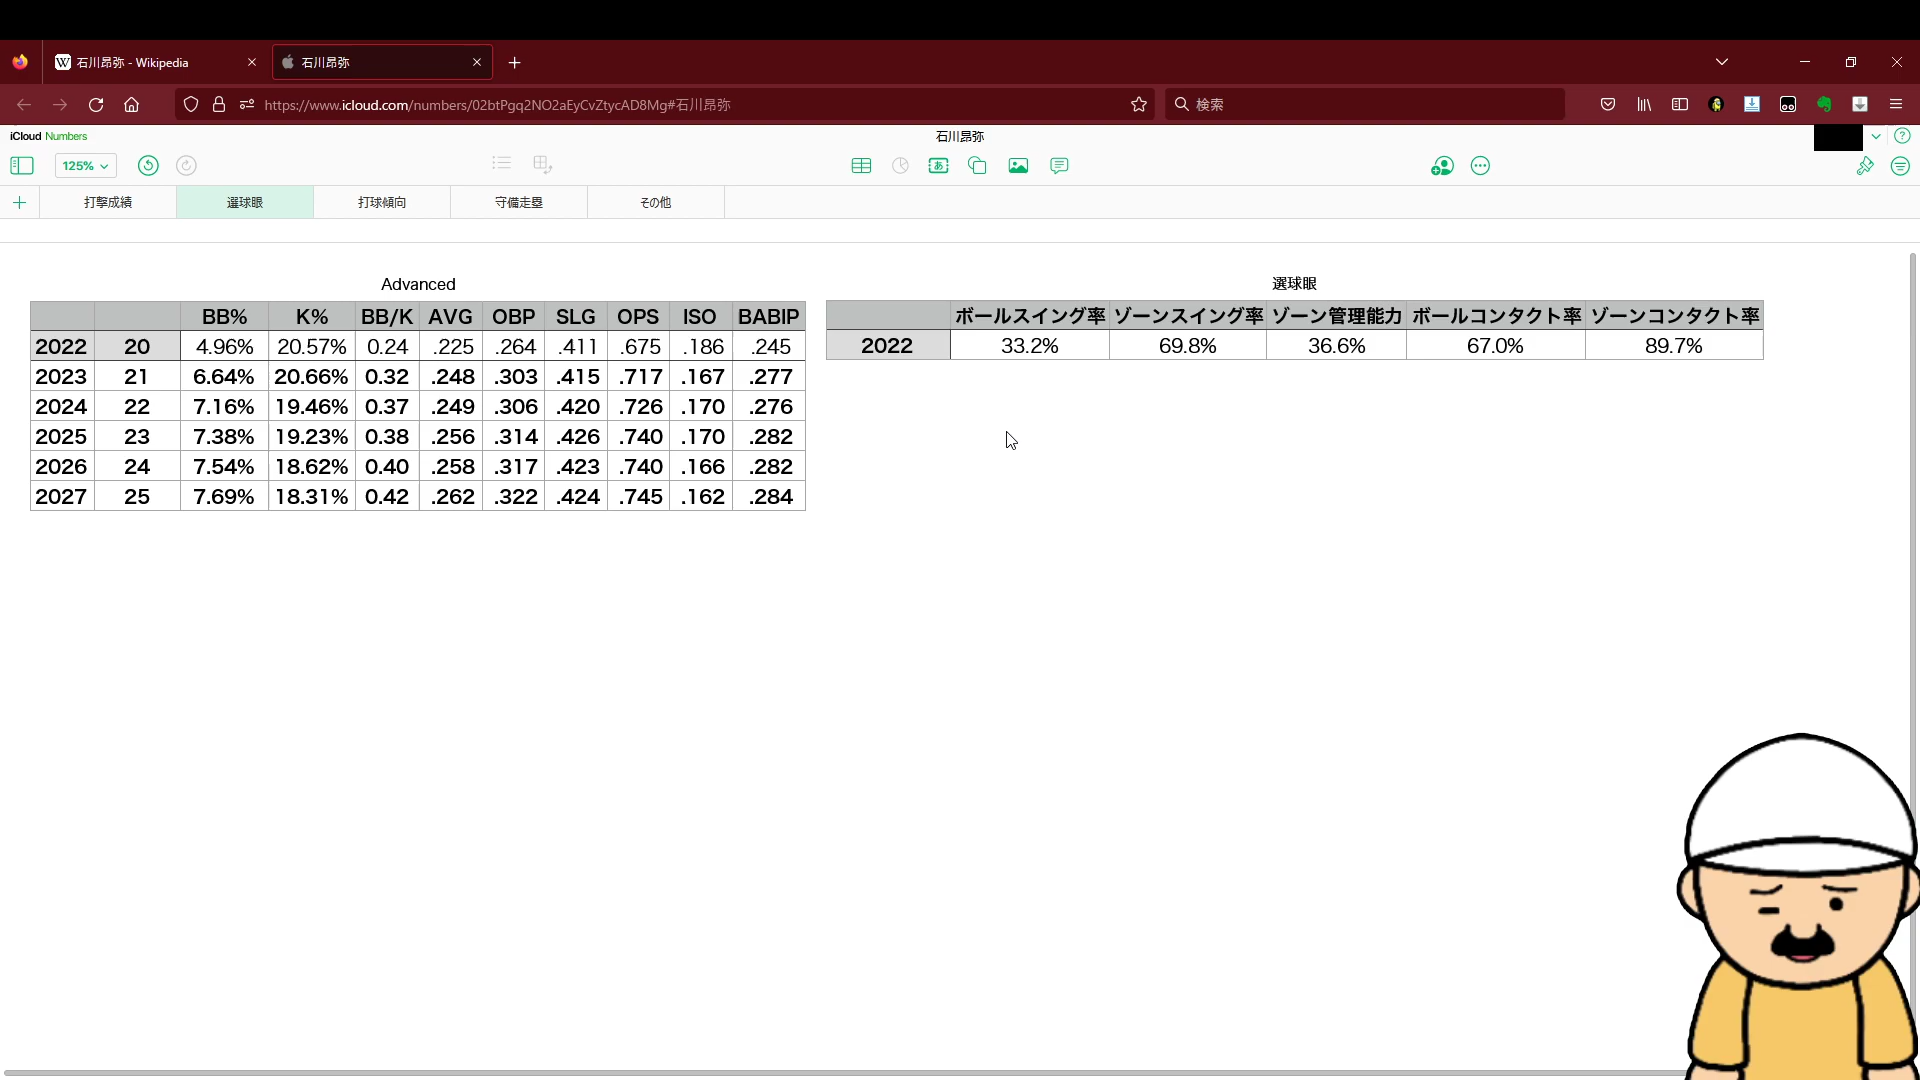 石川昂弥 - Wikipedia
石川昂弥
https://www.icloud.com/numbers/02btPgq2NO2aEyCvZtycAD8Mg#石川昂弥
検索
iCloud Numbers
石川昂弥
125%
あ
打撃成績 選球眼 打球傾向 守備走塁 その他
Advanced
BB% K% BB/K AVG OBP SLG OPS ISO BABIP
2022 20 4.96% 20.57% 0.24 .225 .264 .411 .675 .186 .245
2023 21 6.64% 20.66% 0.32 .248 .303 .415 .717 .167 .277
2024 22 7.16% 19.46% 0.37 .249 .306 .420 .726 .170 .276
2025 23 7.38% 19.23% 0.38 .256 .314 .426 .740 .170 .282
2026 24 7.54% 18.62% 0.40 .258 .317 .423 .740 .166 .282
2027 25 7.69% 18.31% 0.42 .262 .322 .424 .745 .162 .284
選球眼
ボールスイング率 ゾーンスイング率 ゾーン管理能力 ボールコンタクト率 ゾーンコンタクト率
2022 33.2% 69.8% 36.6% 67.0% 89.7%